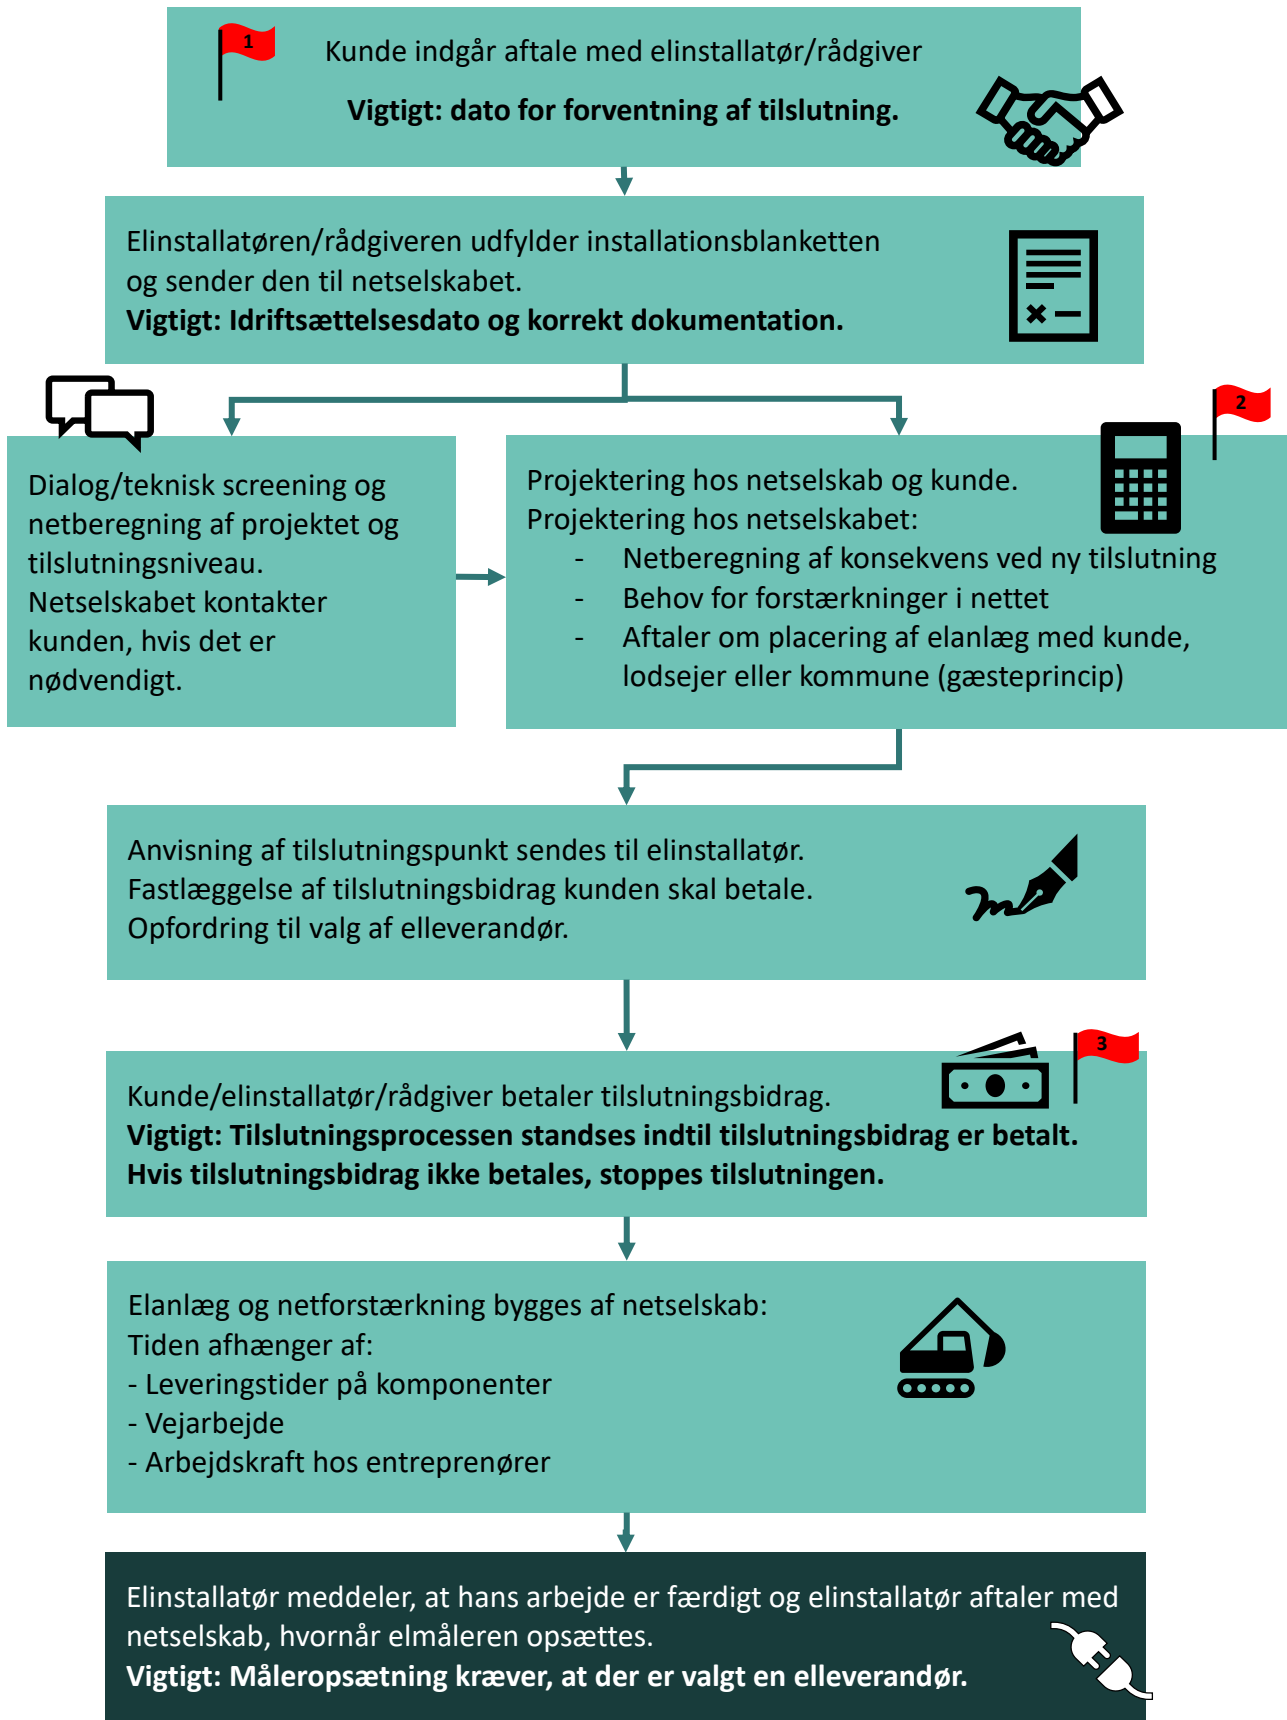 1
Kunde indgår aftale med elinstallatør/rådgiver
Vigtigt: dato for forventning af tilslutning.
Elinstallatøren/rådgiveren udfylder installationsblanketten
og sender den til netselskabet.
Vigtigt: Idriftsættelsesdato og korrekt dokumentation.
Dialog/teknisk screening og
netberegning af projektet og
tilslutningsniveau.
Netselskabet kontakter
kunden, hvis det er
nødvendigt.
2
Projektering hos netselskab og kunde.
Projektering hos netselskabet:
- Netberegning af konsekvens ved ny tilslutning
- Behov for forstærkninger i nettet
- Aftaler om placering af elanlæg med kunde,
lodsejer eller kommune (gæsteprincip)
Anvisning af tilslutningspunkt sendes til elinstallatør.
Fastlæggelse af tilslutningsbidrag kunden skal betale.
Opfordring til valg af elleverandør.
3
Kunde/elinstallatør/rådgiver betaler tilslutningsbidrag.
Vigtigt: Tilslutningsprocessen standses indtil tilslutningsbidrag er betalt.
Hvis tilslutningsbidrag ikke betales, stoppes tilslutningen.
Elanlæg og netforstærkning bygges af netselskab:
Tiden afhænger af:
- Leveringstider på komponenter
- Vejarbejde
- Arbejdskraft hos entreprenører
Elinstallatør meddeler, at hans arbejde er færdigt og elinstallatør aftaler med
netselskab, hvornår elmåleren opsættes.
Vigtigt: Måleropsætning kræver, at der er valgt en elleverandør.